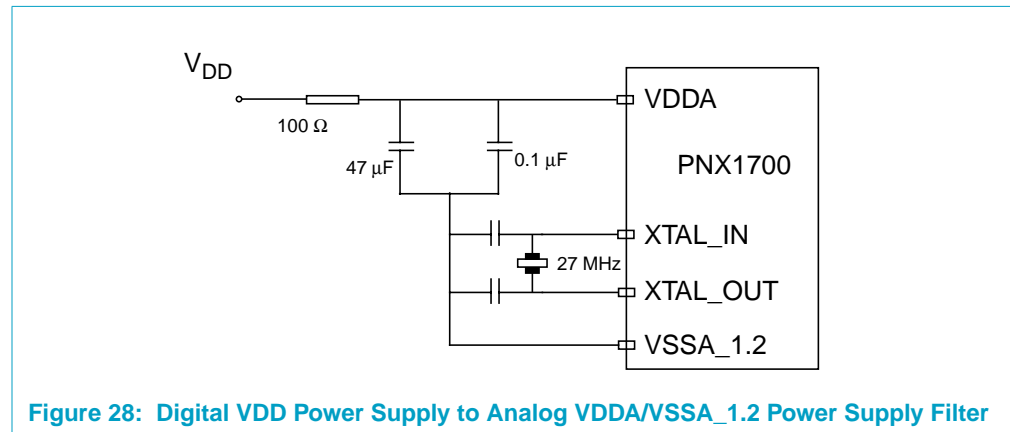 VDD
VDDA
100 Ω
47 μF
0.1 μF
PNX1700
XTAL_IN
27 MHz
XTAL_OUT
VSSA_1.2
Figure 28: Digital VDD Power Supply to Analog VDDA/VSSA_1.2 Power Supply Filter